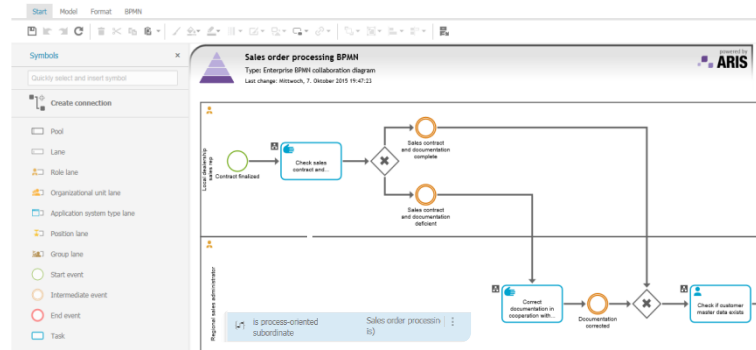 Start Model Format BPMN
Symbols ×
Quickly select and insert symbol
Create connection
Pool
Lane
Role lane
Organizational unit lane
Application system type lane
Position lane
Group lane
Start event
Intermediate event
End event
Task
Sales order processing BPMN
Type: Enterprise BPMN collaboration diagram
Last change: Mittwoch, 7. Oktober 2015 19:47:23
powered by
ARIS
Local dealership
sales rep
Contract finalized
Check sales
contract and...
Sales contract
and documentation
complete
Sales contract
and documentation
deficient
Regional sales administrator
is process-oriented
subordinate
Sales order processin
is)
Correct
documentation in
cooperation with...
Documentation
corrected
Check if customer
master data exists